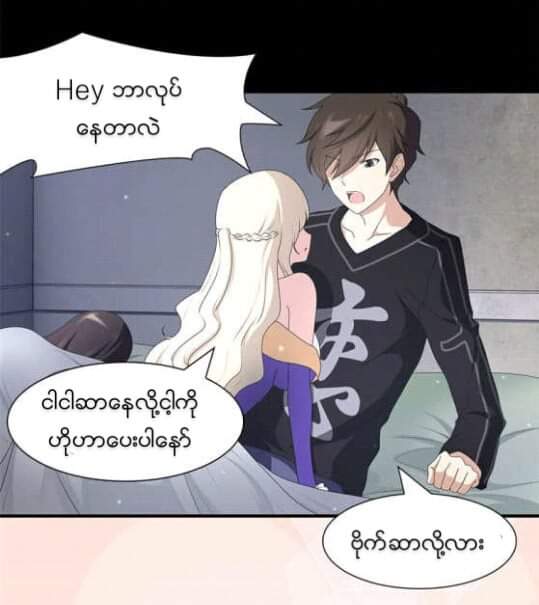 Hey ဘာလုပ်
နေတာလဲ
ငါငါဆာနေလို့ငှါ့ကို
ဟိုဟာပေးပါနော်
ဗိုက်ဆာလို့လား